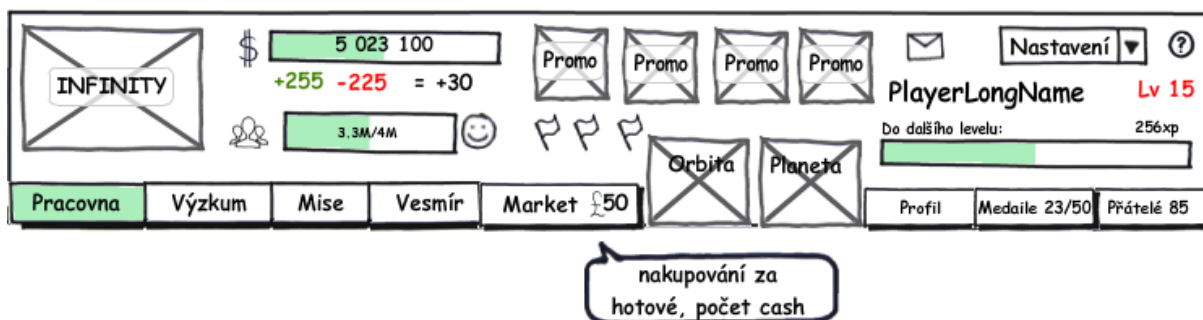 INFINITY
$ 5 023 100
+255 -225 = +30
3.3M/4M
Promo Promo Promo Promo
Nastavení ?
PlayerLongName Lv 15
Do dalšího levelu: 256xp
Orbita Planeta
Pracovna Výzkum Mise Vesmír Market £50
Profil Medaile 23/50 Přátelé 85
nakupování za
hotové, počet cash